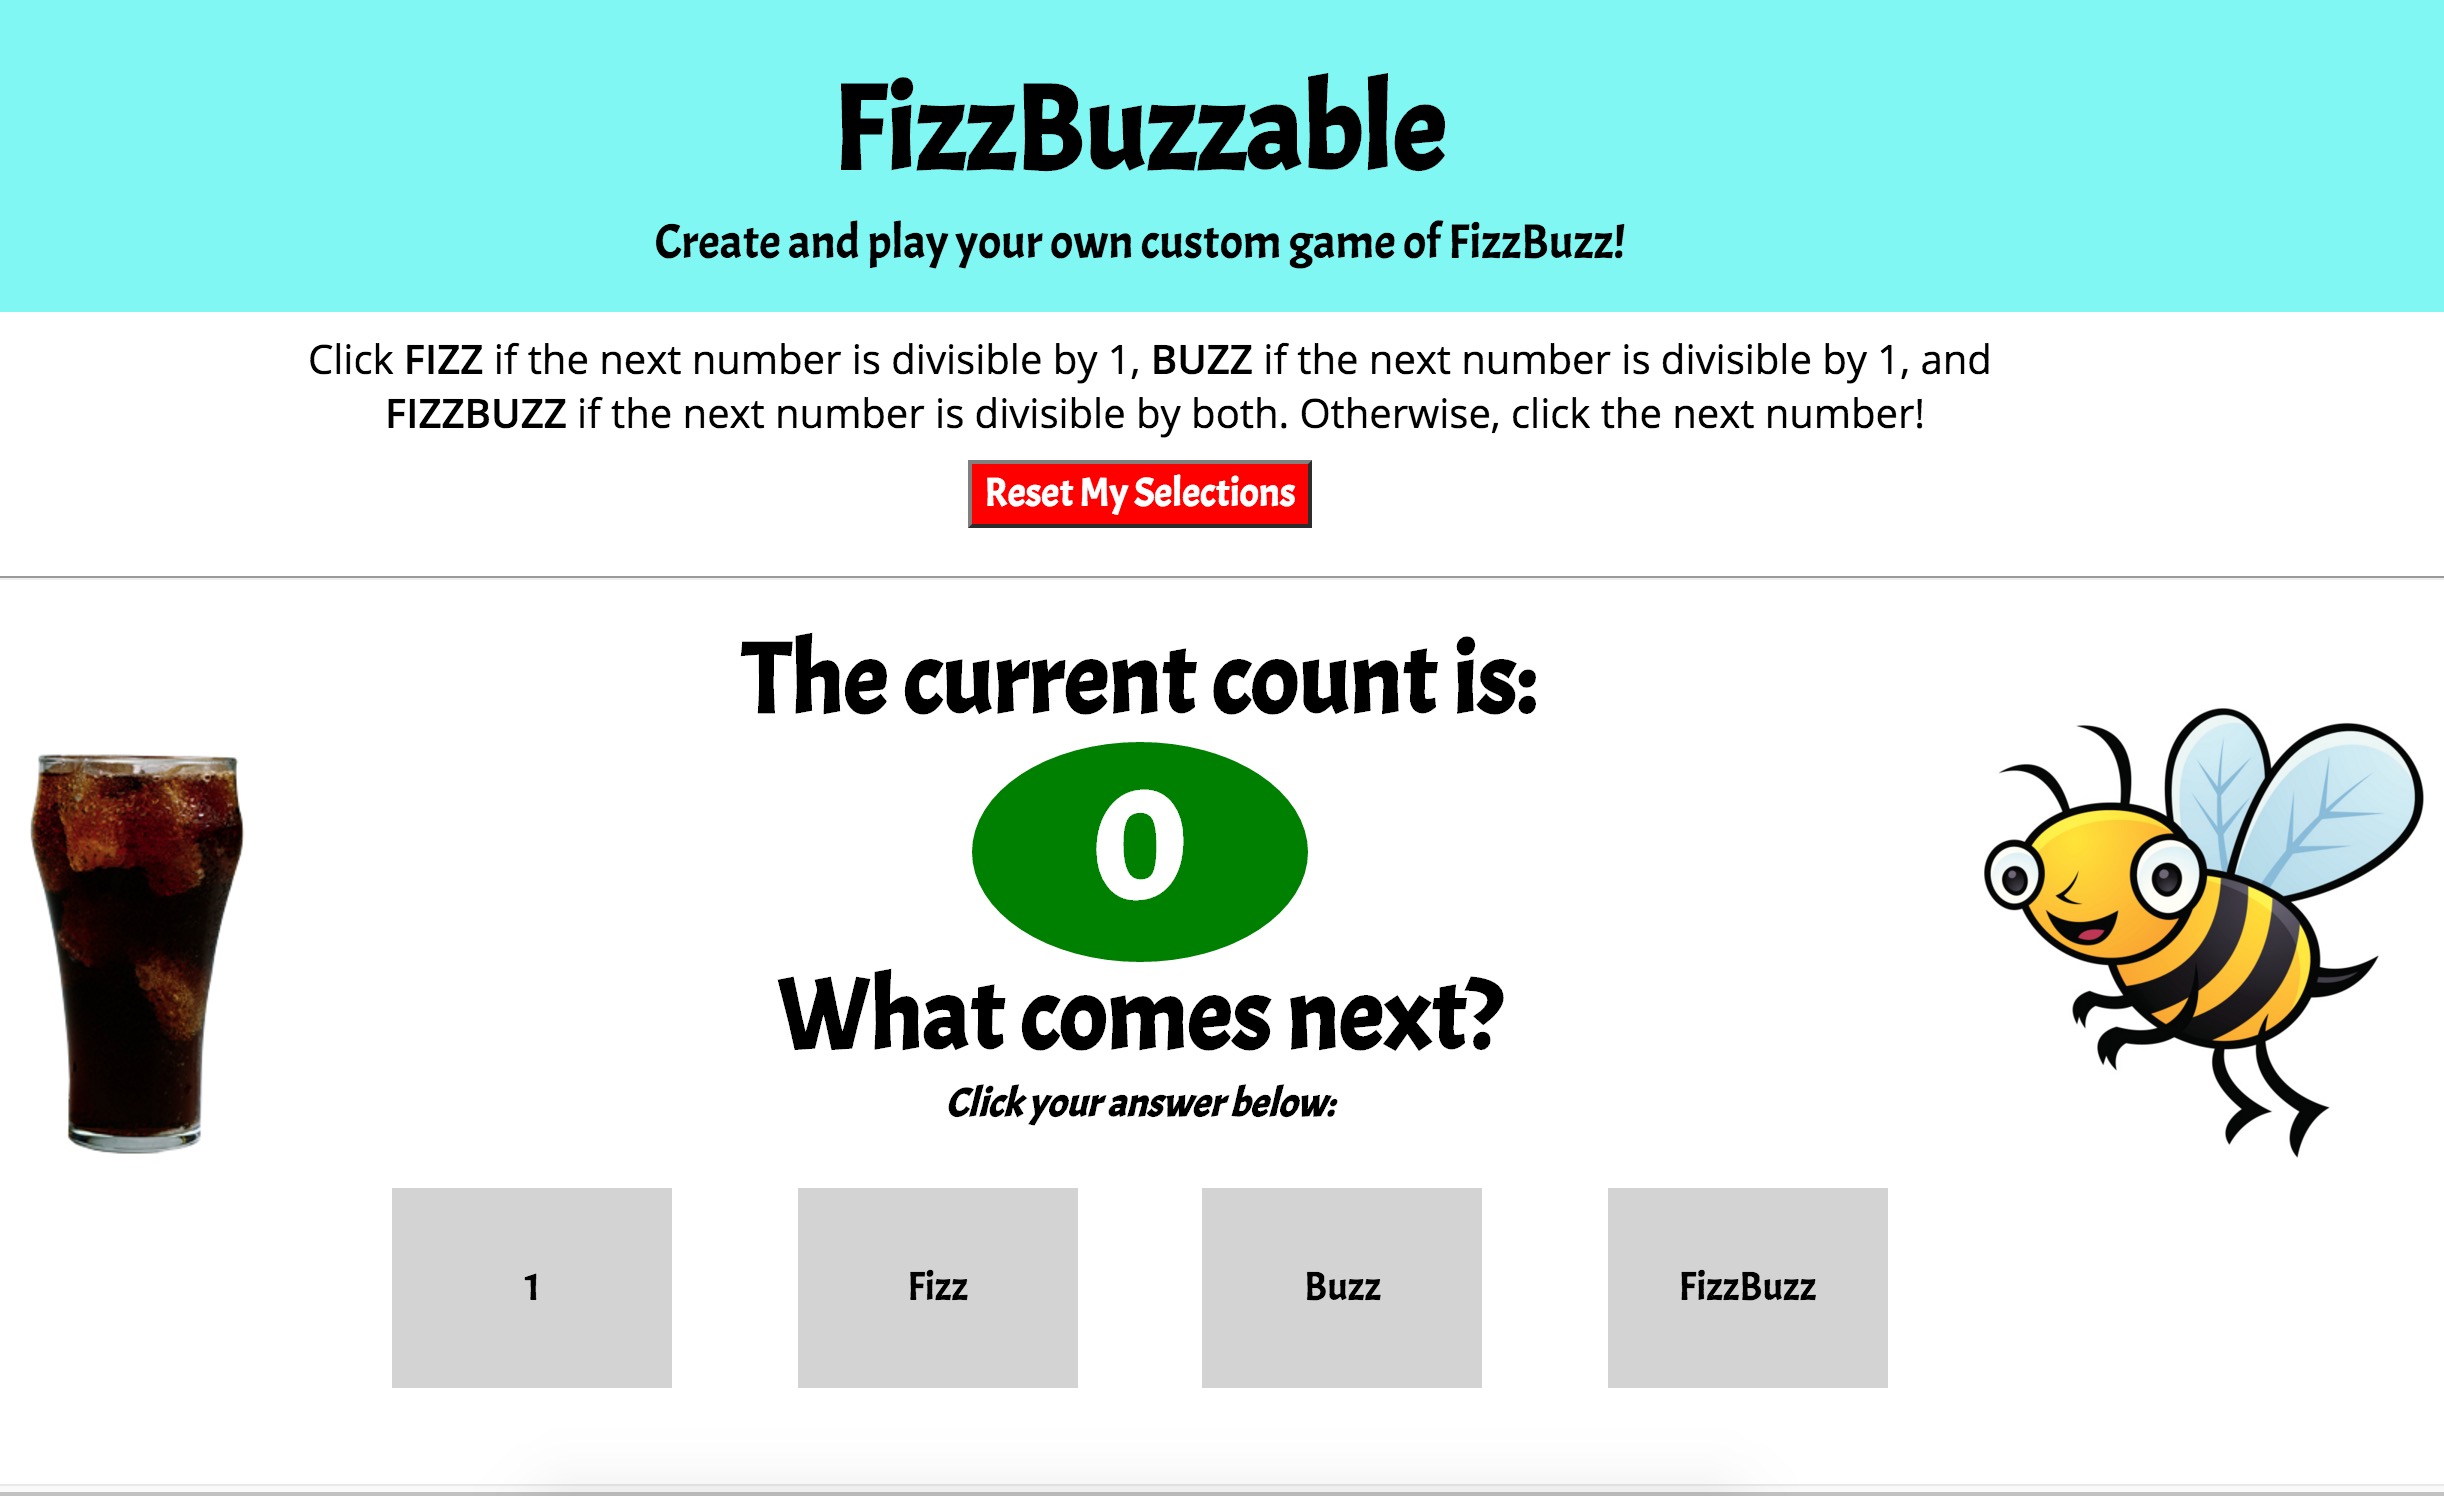 FizzBuzzable
Create and play your own custom game of FizzBuzz!
Click FIZZ if the next number is divisible by 1, BUZZ if the next number is divisible by 1, and
FIZZBUZZ if the next number is divisible by both. Otherwise, click the next number!
Reset My Selections
The current count is:
0
What comes next?
Click your answer below:
1 Fizz Buzz FizzBuzz